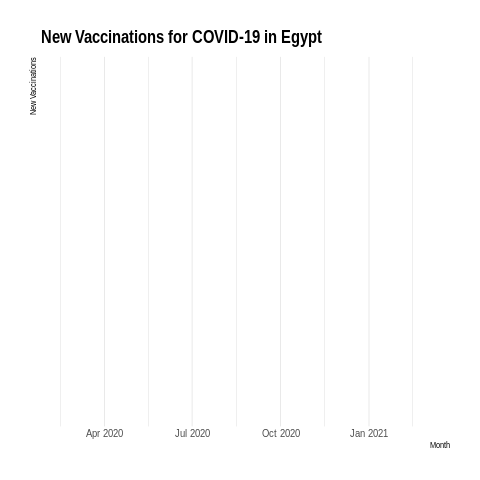 New Vaccinations for COVID-19 in Egypt
New Vaccinations
Apr 2020 Jul 2020 Oct 2020 Jan 2021
Month